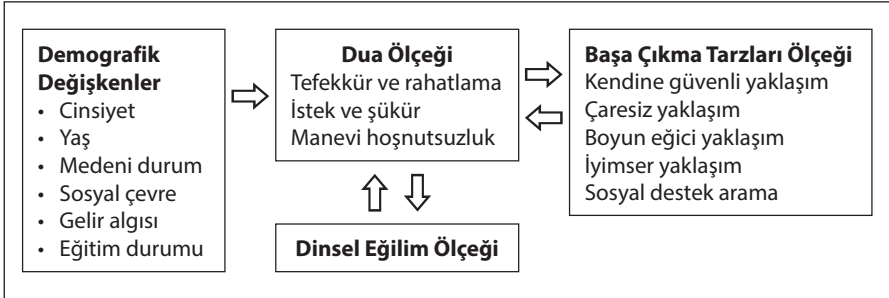 Demografik
Değişkenler
• Cinsiyet
• Yaş
• Medeni durum
• Sosyal çevre
• Gelir algısı
• Eğitim durumu
Dua Ölçeği
Tefekkür ve rahatlama
İstek ve şükür
Manevi hoşnutsuzluk
Dinsel Eğilim Ölçeği
Başa Çıkma Tarzları Ölçeği
Kendine güvenli yaklaşım
Çaresiz yaklaşım
Boyun eğici yaklaşım
İyimser yaklaşım
Sosyal destek arama